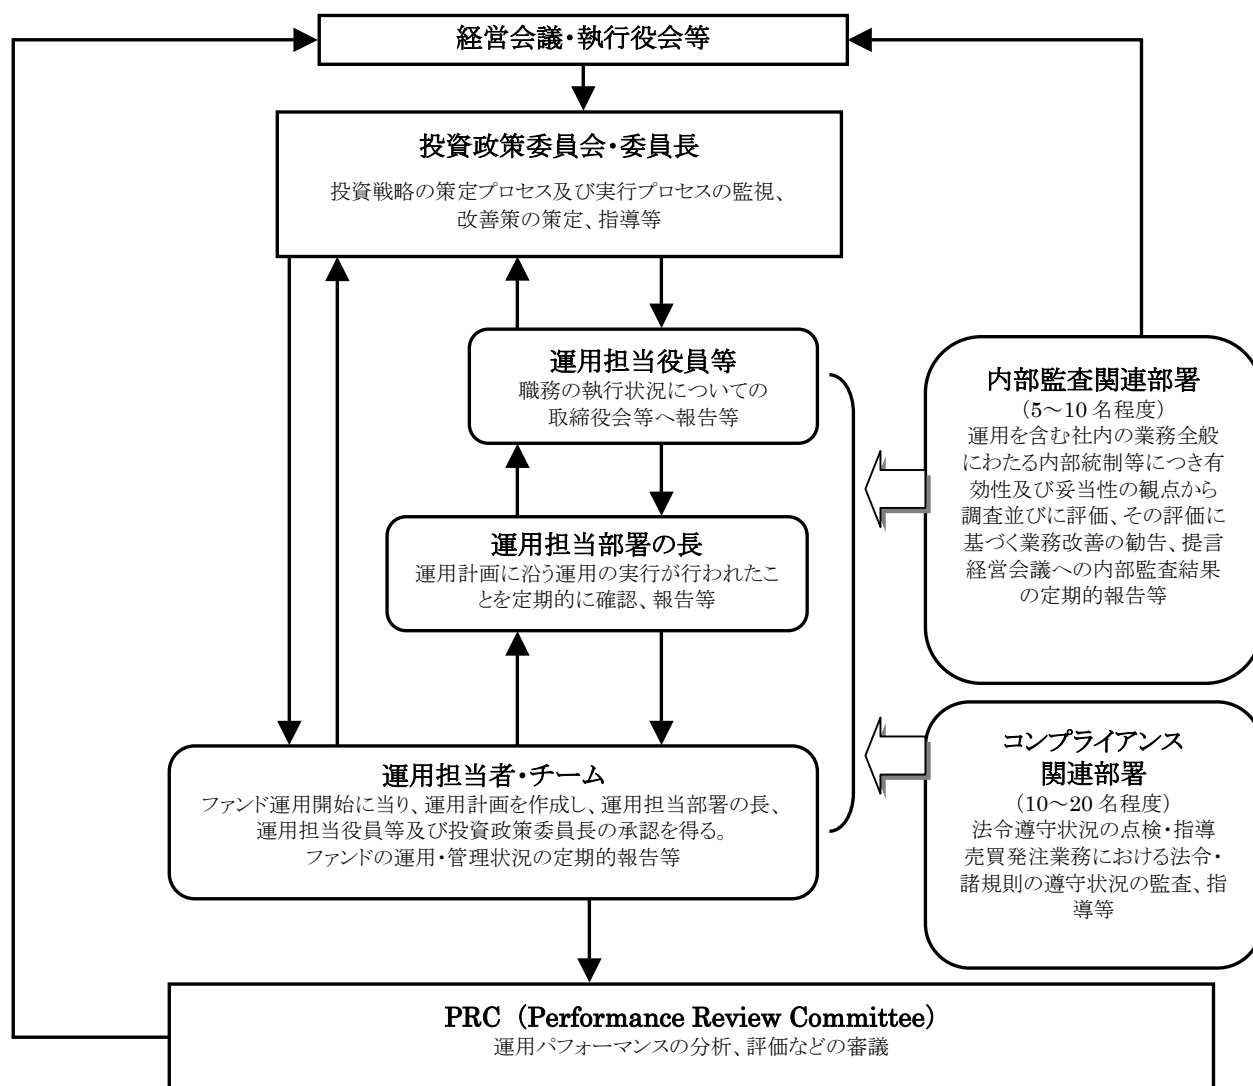 経営会議・執行役会等
投資政策委員会・委員長
投資戦略の策定プロセス及び実行プロセスの監視、
改善策の策定、指導等
運用担当役員等
職務の執行状況についての
取締役会等へ報告等
運用担当部署の長
運用計画に沿う運用の実行が行われたこ
とを定期的に確認、報告等
運用担当者・チーム
ファンド運用開始に当り、運用計画を作成し、運用担当部署の長、
運用担当役員等及び投資政策委員長の承認を得る。
ファンドの運用・管理状況の定期的報告等
内部監査関連部署
(5～10 名程度)
運用を含む社内の業務全般
にわたる内部統制等につき有
効性及び妥当性の観点から
調査並びに評価、その評価に
基づく業務改善の勧告、提言
経営会議への内部監査結果
の定期的報告等
コンプライアンス
関連部署
(10～20 名程度)
法令遵守状況の点検・指導
売買発注業務における法令・
諸規則の遵守状況の監査、指
導等
PRC（Performance Review Committee）
運用パフォーマンスの分析、評価などの審議